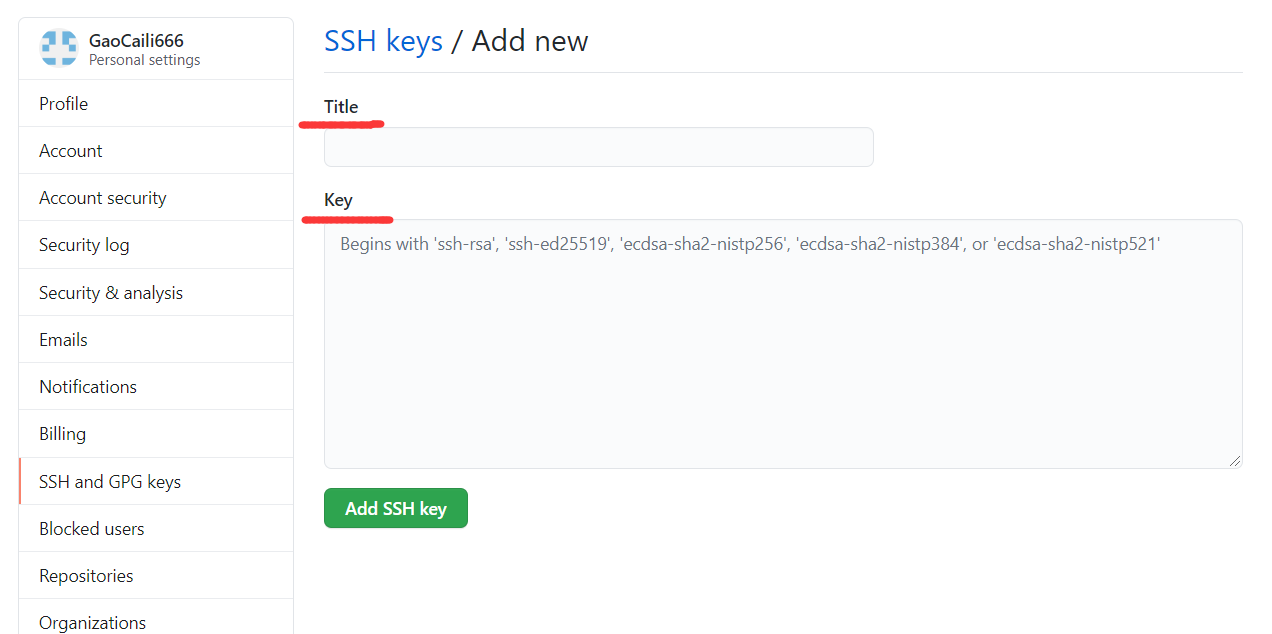 GaoCaili666
Personal settings
Profile
Account
Account security
Security log
Security & analysis
Emails
Notifications
Billing
SSH and GPG keys
Blocked users
Repositories
Organizations
SSH keys / Add new
Title
Key
Begins with 'ssh-rsa', 'ssh-ed25519', 'ecdsa-sha2-nistp256', 'ecdsa-sha2-nistp384', or 'ecdsa-sha2-nistp521'
Add SSH key